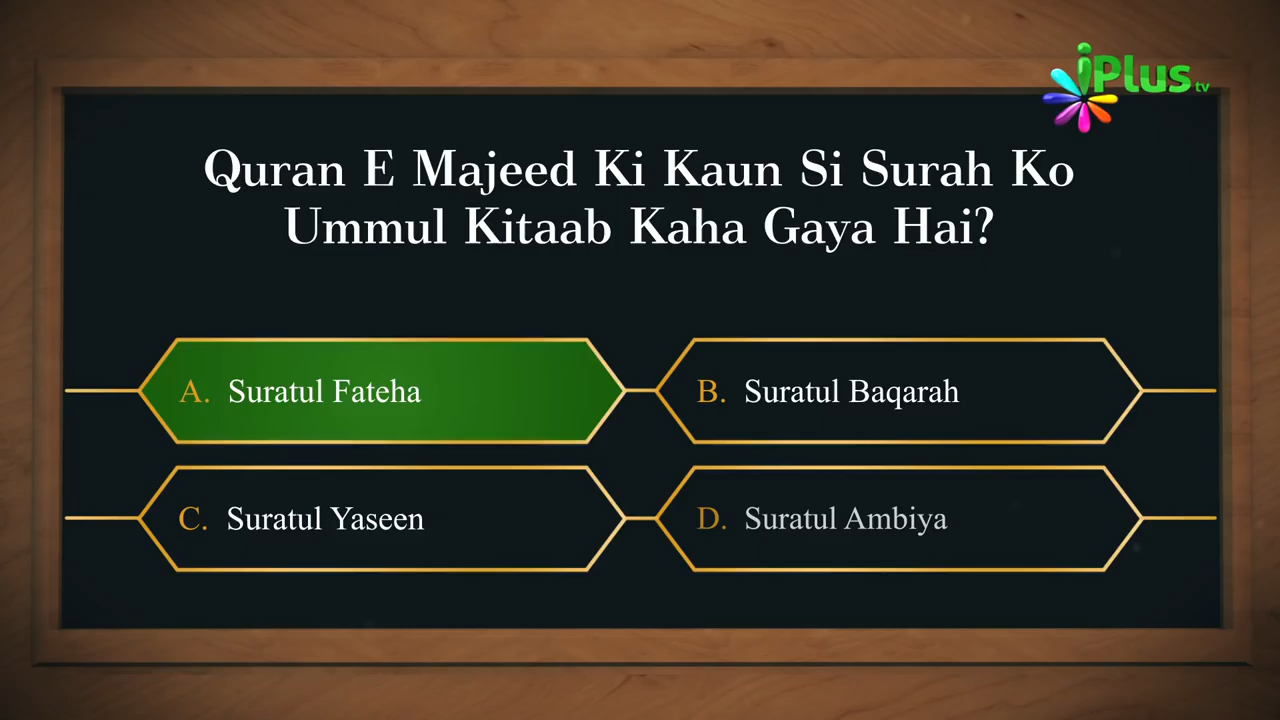 iPlus tv
Quran E Majeed Ki Kaun Si Surah Ko
Ummul Kitaab Kaha Gaya Hai?
A. Suratul Fateha
B. Suratul Baqarah
C. Suratul Yaseen
D. Suratul Ambiya